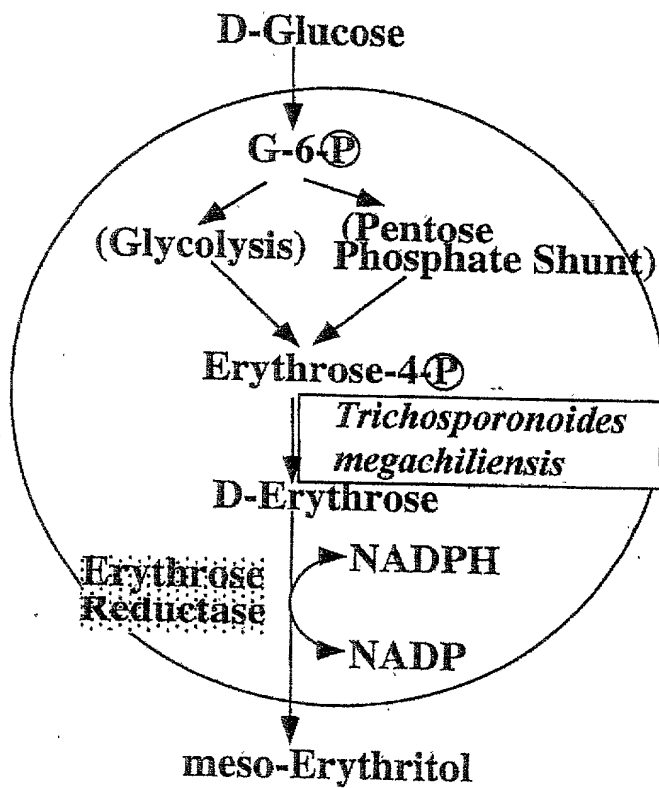 D-Glucose
G-6-Ⓟ
(Glycolysis)
(Pentose
Phosphate Shunt)
Erythrose-4-Ⓟ
Trichosporonoides
megachiliensis
D-Erythrose
Erythrose
Reductase
NADPH
NADP
meso-Erythritol